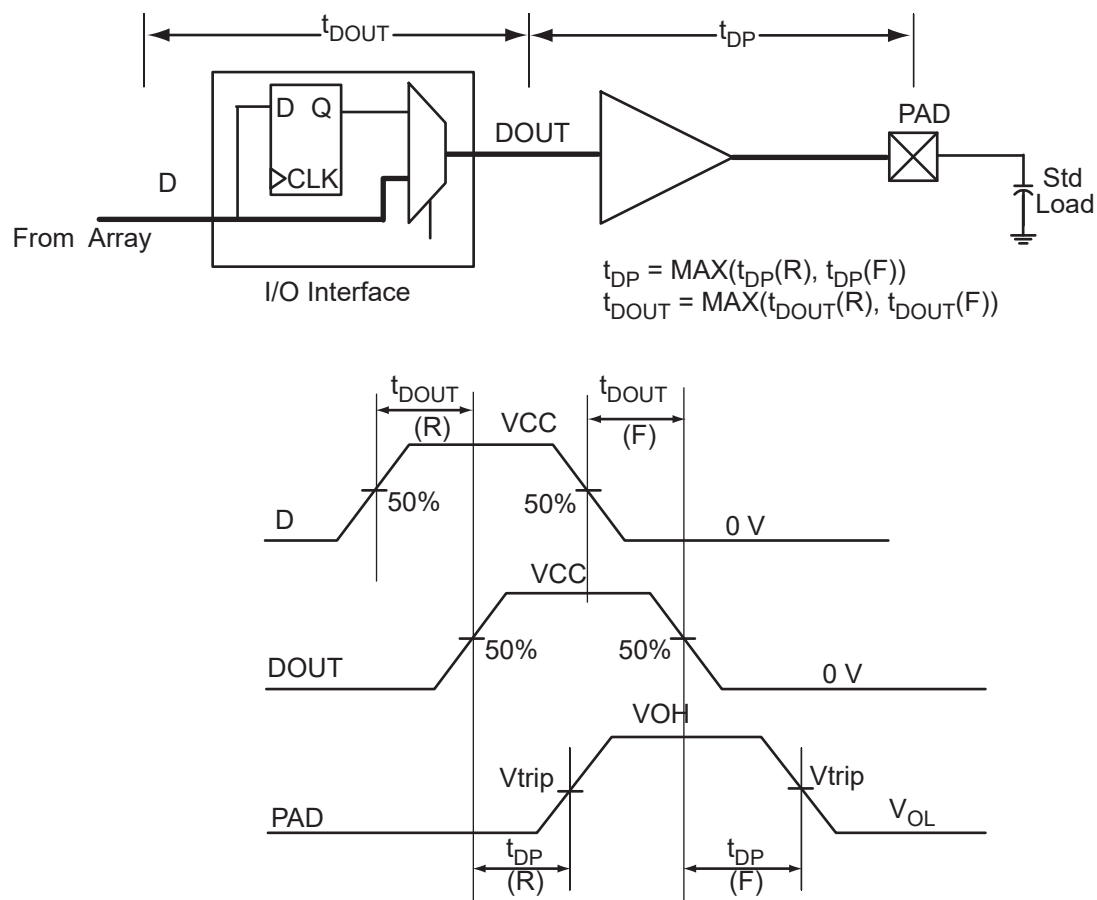 tDOUT
tDP
D Q
CLK
D
From Array
I/O Interface
DOUT
PAD
Std
Load
tDP = MAX(tDP(R), tDP(F))
tDOUT = MAX(tDOUT(R), tDOUT(F))
tDOUT
(R)
VCC
tDOUT
(F)
50%
50%
D
0 V
VCC
50%
50%
DOUT
0 V
VOH
Vtrip
Vtrip
PAD
VOL
tDP
(R)
tDP
(F)